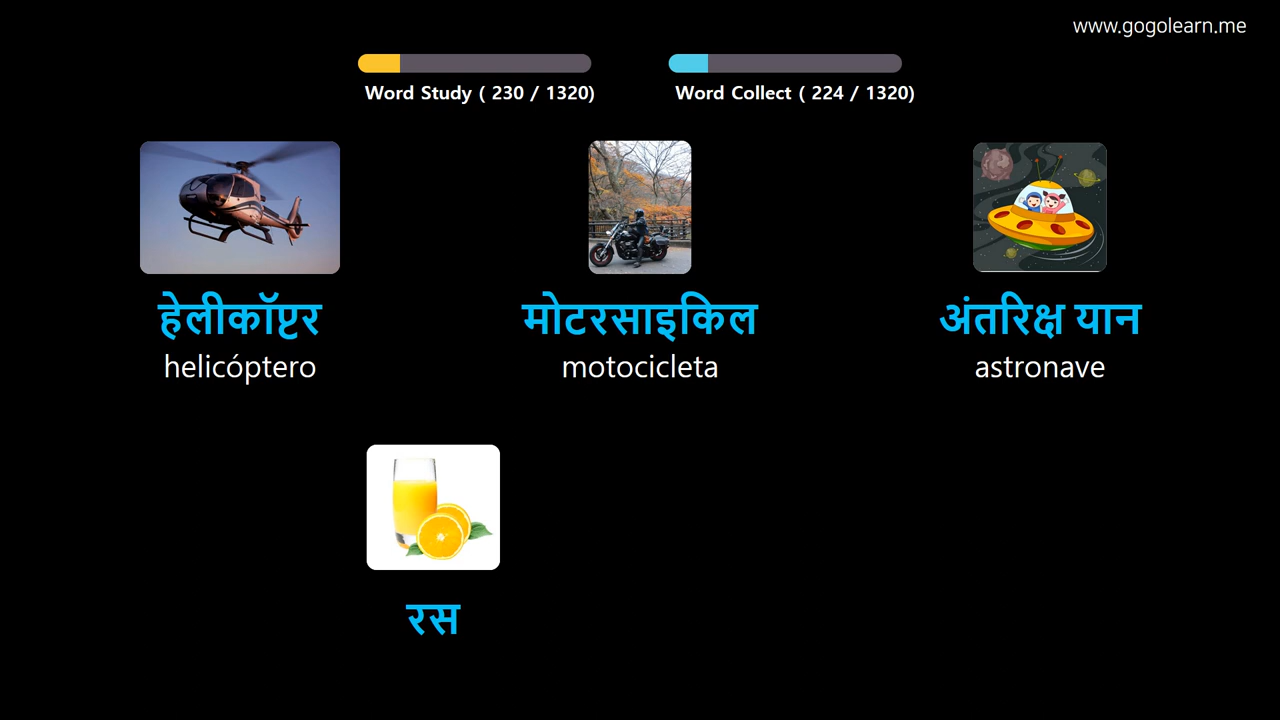 www.gogolearn.me
Word Study ( 230 / 1320)
Word Collect ( 224 / 1320)
हेलीकॉप्टर
मोटरसाइकिल
अंतरिक्ष यान
helicóptero
motocicleta
astronave
रस